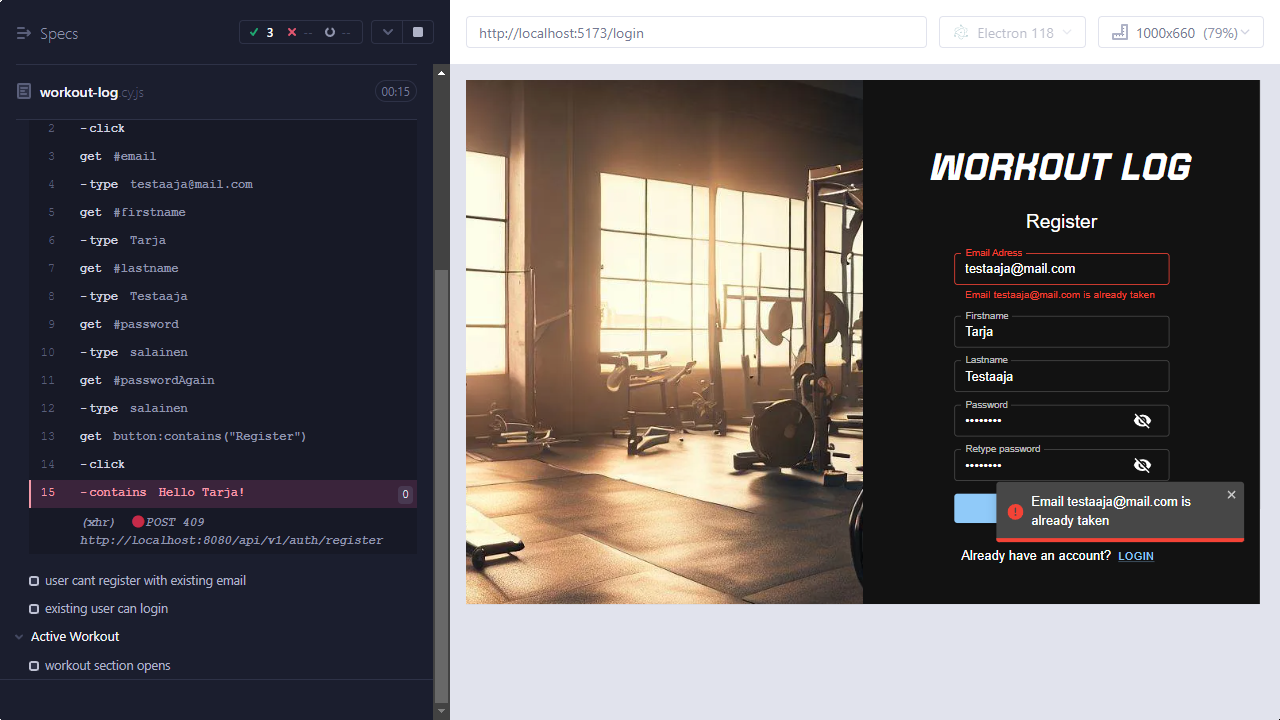 Specs
3 -- --
workout-log.cy.js
00:15
2 -click
3 get #email
4 -type testaaja@mail.com
5 get #firstname
6 -type Tarja
7 get #lastname
8 -type Testaaja
9 get #password
10 -type salainen
11 get #passwordAgain
12 -type salainen
13 get button:contains("Register")
14 -click
15 -contains Hello Tarja! 0
(xhr) POST 409
http://localhost:8080/api/v1/auth/register
user cant register with existing email
existing user can login
Active Workout
workout section opens
http://localhost:5173/login
Electron 118
1000x660 (79%)
WORKOUT LOG
Register
Email Adress
testaaja@mail.com
Email testaaja@mail.com is already taken
Firstname
Tarja
Lastname
Testaaja
Password
••••••••
Retype password
••••••••
Email testaaja@mail.com is
already taken
Already have an account? LOGIN